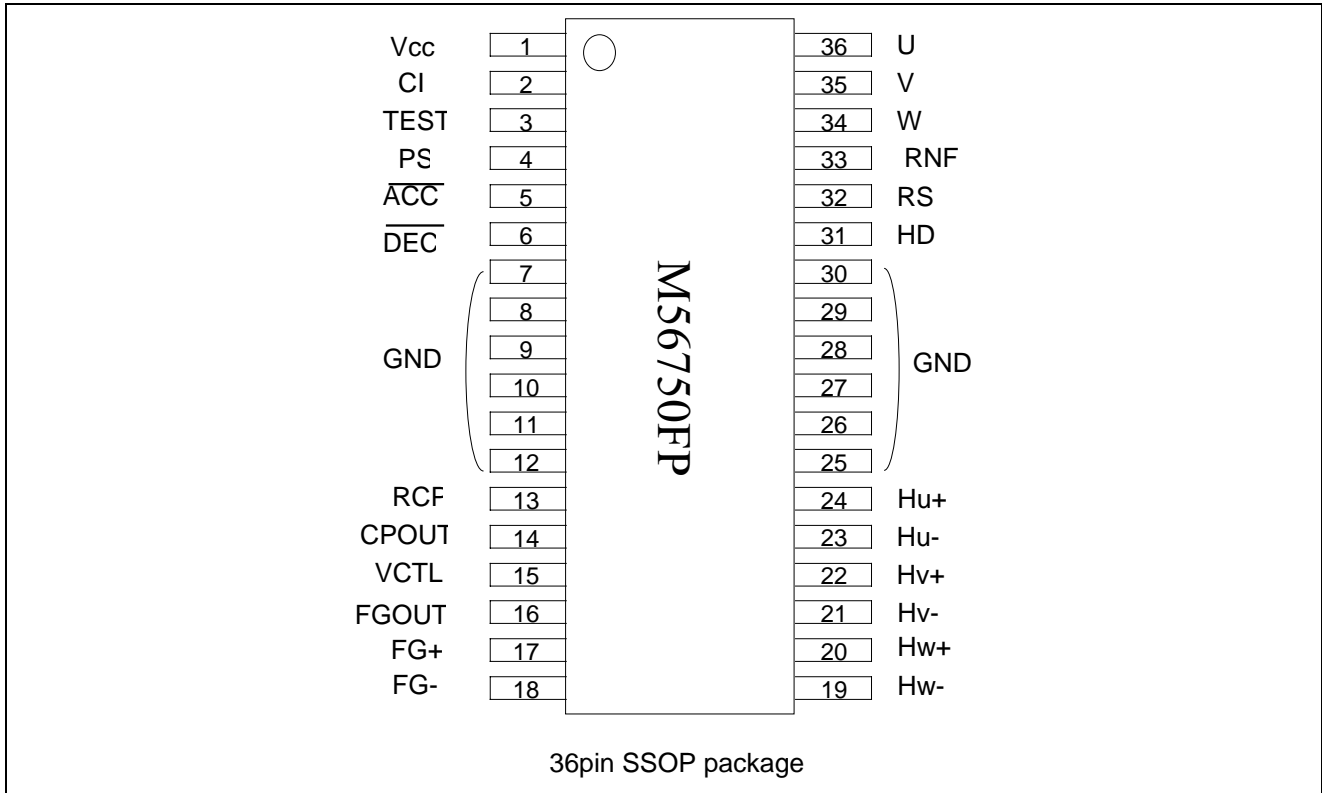 Vcc 1 36 U
CI 2 35 V
TEST 3 34 W
PS 4 33 RNF
ACC 5 32 RS
DEC 6 31 HD
7 30
8 29
GND 9 28 GND
10 27
11 26
12 25
RCF 13 24 Hu+
CPOUT 14 23 Hu-
VCTL 15 22 Hv+
FGOUT 16 21 Hv-
FG+ 17 20 Hw+
FG- 18 19 Hw-
M56750FP
36pin SSOP package